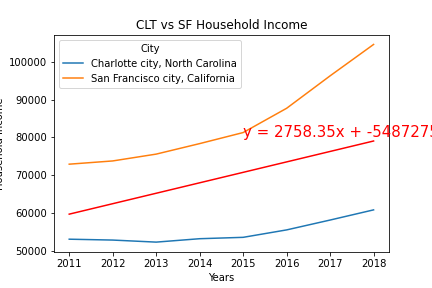 CLT vs SF Household Income
City
Charlotte city, North Carolina
San Francisco city, California
y = 2758.35x + -5487275
100000
90000
80000
70000
60000
50000
Household Income
2011 2012 2013 2014 2015 2016 2017 2018
Years